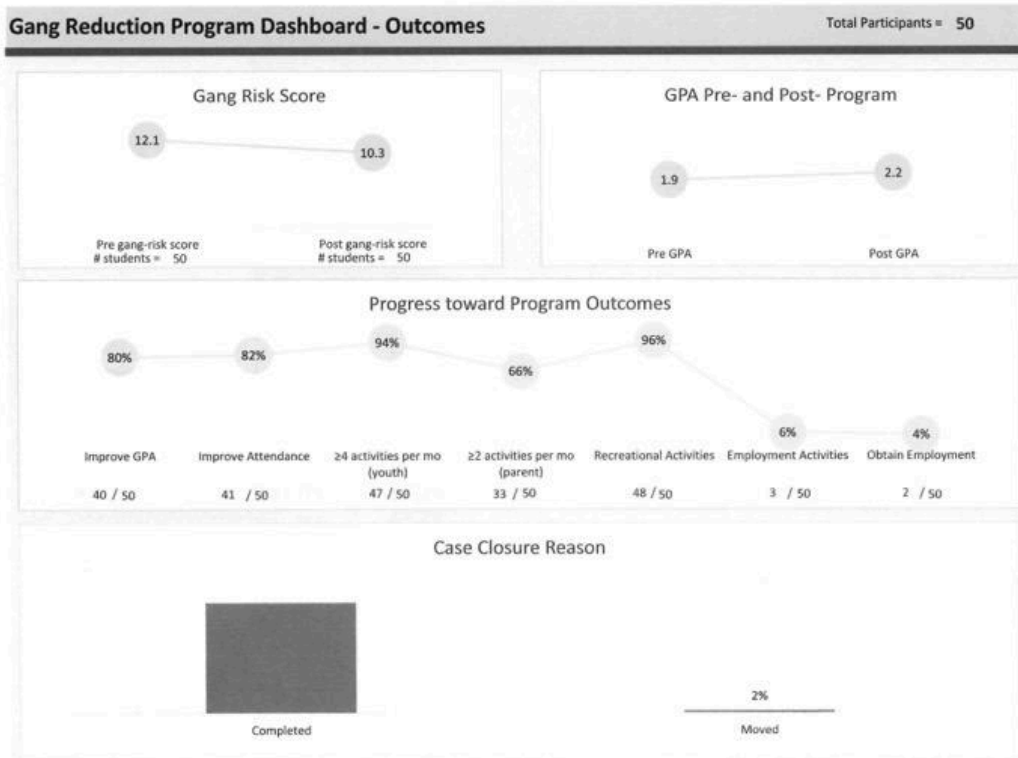 Gang Reduction Program Dashboard - Outcomes
Total Participants = 50
Gang Risk Score
12.1
10.3
Pre gang-risk score
# students = 50
Post gang-risk score
# students = 50
GPA Pre- and Post- Program
1.9
2.2
Pre GPA
Post GPA
Progress toward Program Outcomes
80%
82%
94%
66%
96%
6%
4%
Improve GPA
Improve Attendance
≥4 activities per mo
(youth)
≥2 activities per mo
(parent)
Recreational Activities
Employment Activities
Obtain Employment
40 / 50
41 / 50
47 / 50
33 / 50
48 / 50
3 / 50
2 / 50
Case Closure Reason
2%
Completed
Moved